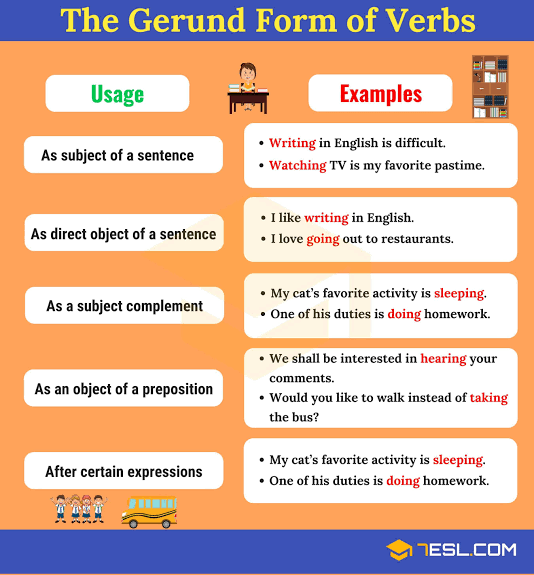 The Gerund Form of Verbs
Usage
Examples
As subject of a sentence
• Writing in English is difficult.
• Watching TV is my favorite pastime.
As direct object of a sentence
• I like writing in English.
• I love going out to restaurants.
As a subject complement
• My cat's favorite activity is sleeping.
• One of his duties is doing homework.
As an object of a preposition
• We shall be interested in hearing your
comments.
• Would you like to walk instead of taking
the bus?
After certain expressions
• My cat's favorite activity is sleeping.
• One of his duties is doing homework.
7ESL.COM